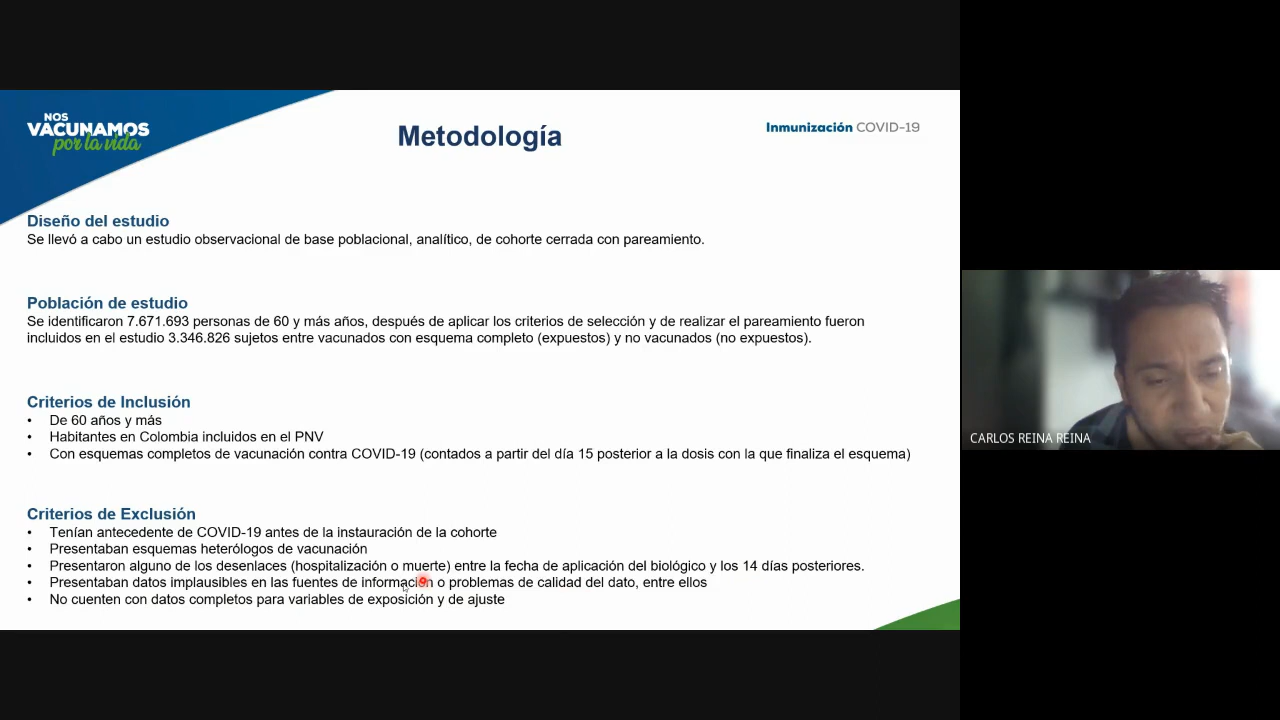 NOS
VACUNAMOS
por la vida
Metodología
Inmunización COVID-19
Diseño del estudio
Se llevó a cabo un estudio observacional de base poblacional, analítico, de cohorte cerrada con pareamiento.
Población de estudio
Se identificaron 7.671.693 personas de 60 y más años, después de aplicar los criterios de selección y de realizar el pareamiento fueron
incluidos en el estudio 3.346.826 sujetos entre vacunados con esquema completo (expuestos) y no vacunados (no expuestos).
Criterios de Inclusión
• De 60 años y más
• Habitantes en Colombia incluidos en el PNV
• Con esquemas completos de vacunación contra COVID-19 (contados a partir del día 15 posterior a la dosis con la que finaliza el esquema)
Criterios de Exclusión
• Tenían antecedente de COVID-19 antes de la instauración de la cohorte
• Presentaban esquemas heterólogos de vacunación
• Presentaron alguno de los desenlaces (hospitalización o muerte) entre la fecha de aplicación del biológico y los 14 días posteriores.
• Presentaban datos implausibles en las fuentes de información o problemas de calidad del dato, entre ellos
• No cuenten con datos completos para variables de exposición y de ajuste
CARLOS REINA REINA